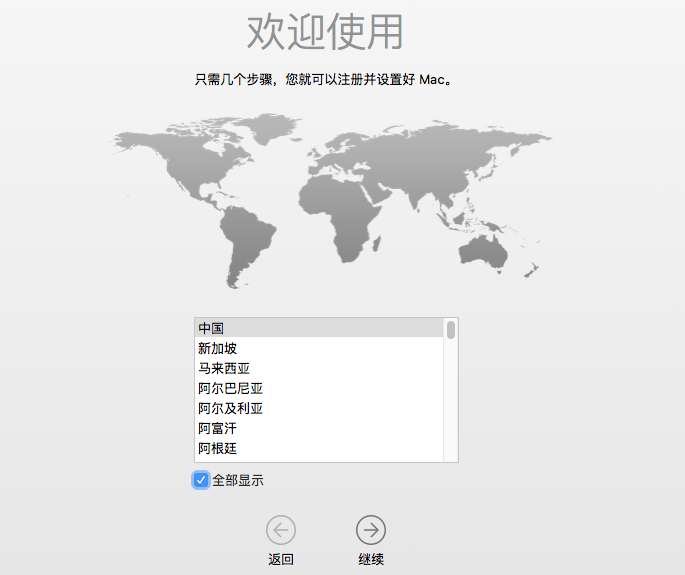 欢迎使用
只需几个步骤，您就可以注册并设置好 Mac。
中国
新加坡
马来西亚
阿尔巴尼亚
阿尔及利亚
阿富汗
阿根廷
全部显示
返回
继续